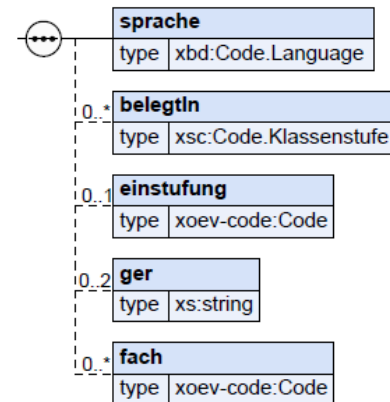 sprache
type xbd:Code.Language
0..* belegtIn
type xsc:Code.Klassenstufe
0..1 einstufung
type xoev-code:Code
0..2 ger
type xs:string
0..* fach
type xoev-code:Code